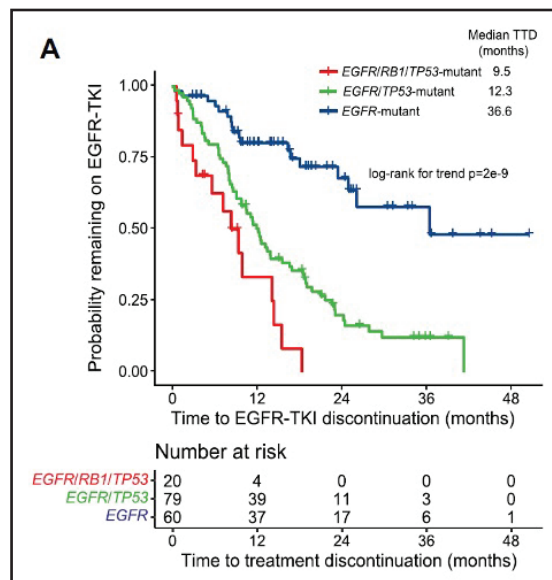 A
Median TTD
(months)
EGFR/RB1/TP53-mutant 9.5
EGFR/TP53-mutant 12.3
EGFR-mutant 36.6
log-rank for trend p=2e-9
Probability remaining on EGFR-TKI
1.00
0.75
0.50
0.25
0.00
0 12 24 36 48
Time to EGFR-TKI discontinuation (months)
Number at risk
EGFR/RB1/TP53 20 4 0 0 0
EGFR/TP53 79 39 11 3 0
EGFR 60 37 17 6 1
0 12 24 36 48
Time to treatment discontinuation (months)